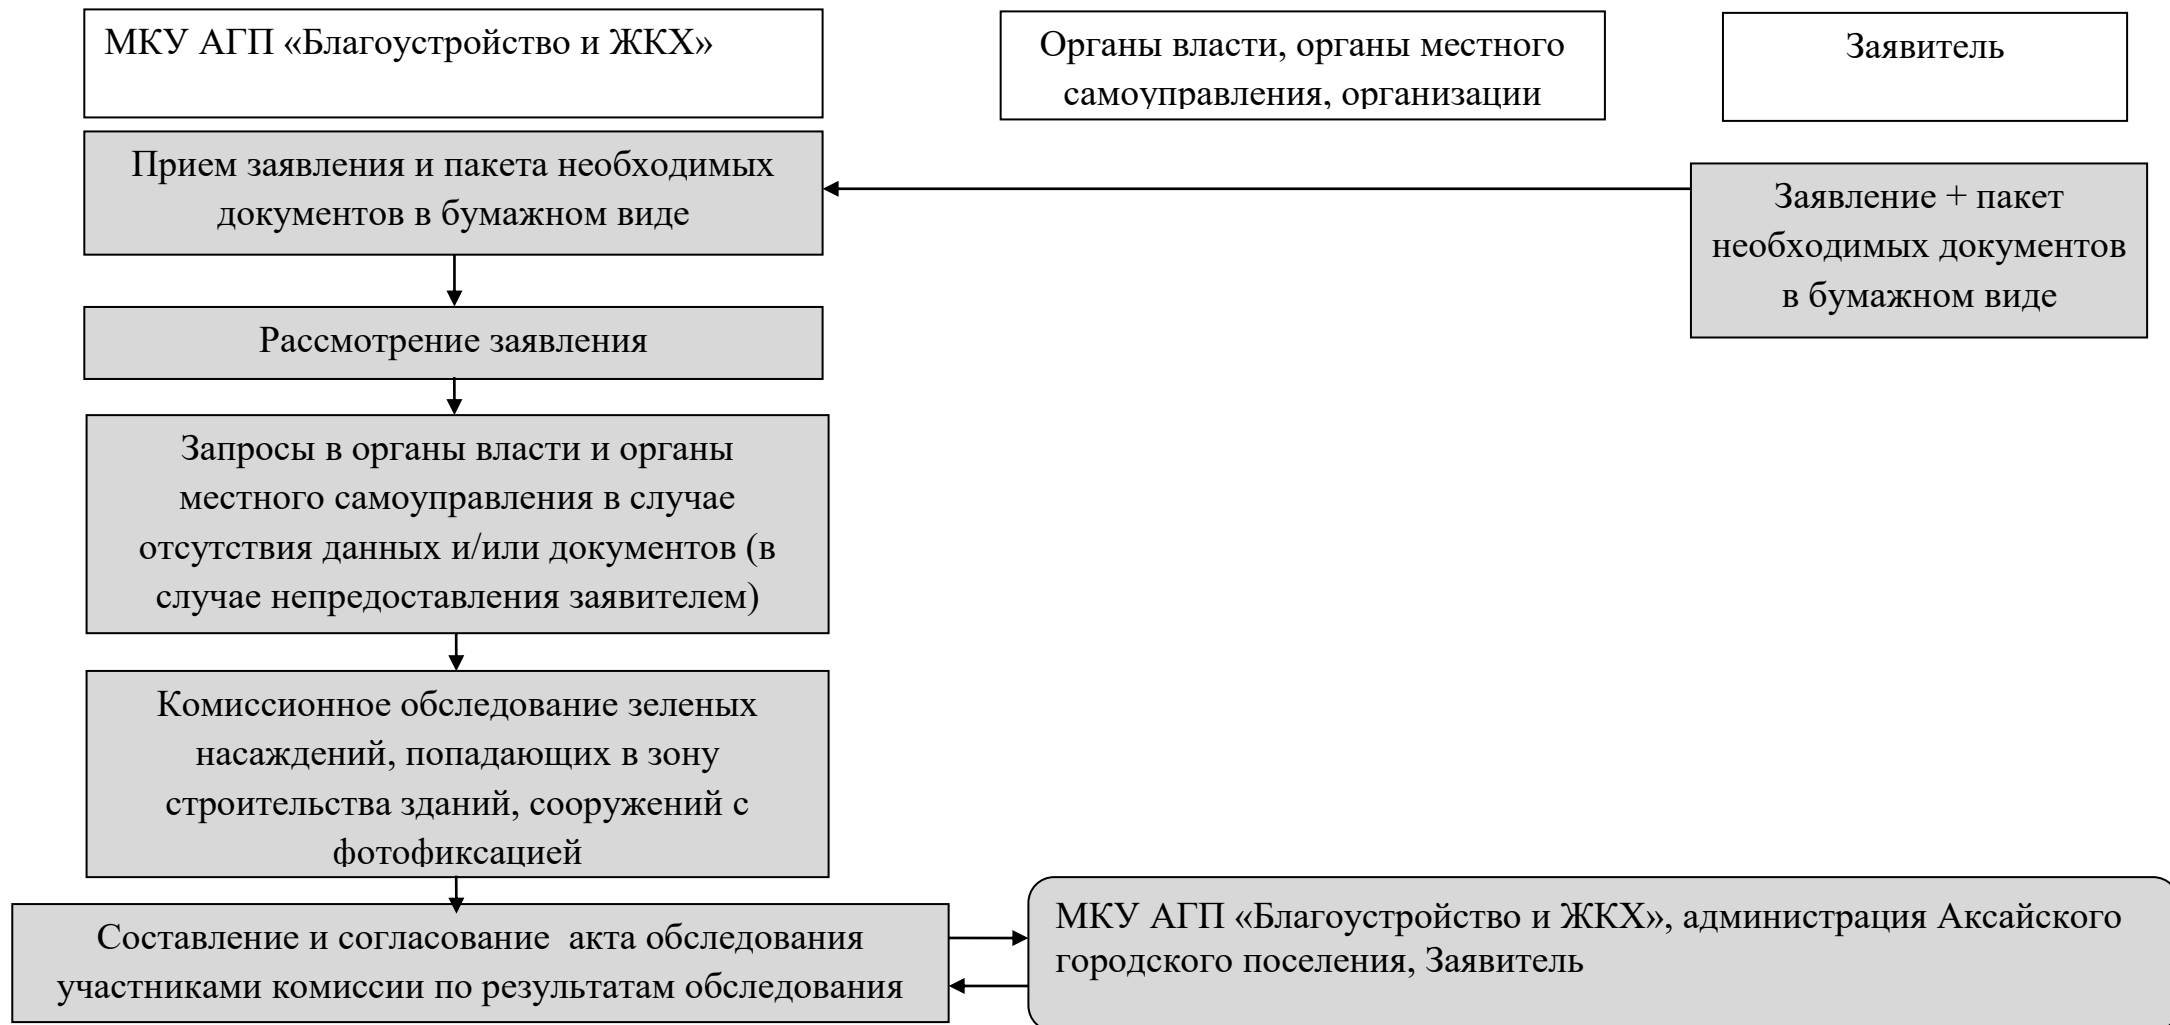 МКУ АГП «Благоустройство и ЖКХ»
Органы власти, органы местного
самоуправления, организации
Заявитель
Прием заявления и пакета необходимых
документов в бумажном виде
Заявление + пакет
необходимых документов
в бумажном виде
Рассмотрение заявления
Запросы в органы власти и органы
местного самоуправления в случае
отсутствия данных и/или документов (в
случае непредоставления заявителем)
Комиссионное обследование зеленых
насаждений, попадающих в зону
строительства зданий, сооружений с
фотофиксацией
Составление и согласование  акта обследования
участниками комиссии по результатам обследования
МКУ АГП «Благоустройство и ЖКХ», администрация Аксайского
городского поселения, Заявитель